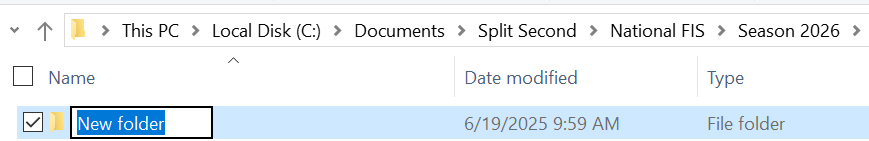 This PC > Local Disk (C:) > Documents > Split Second > National FIS > Season 2026 >
Name Date modified Type
New folder 6/19/2025 9:59 AM File folder